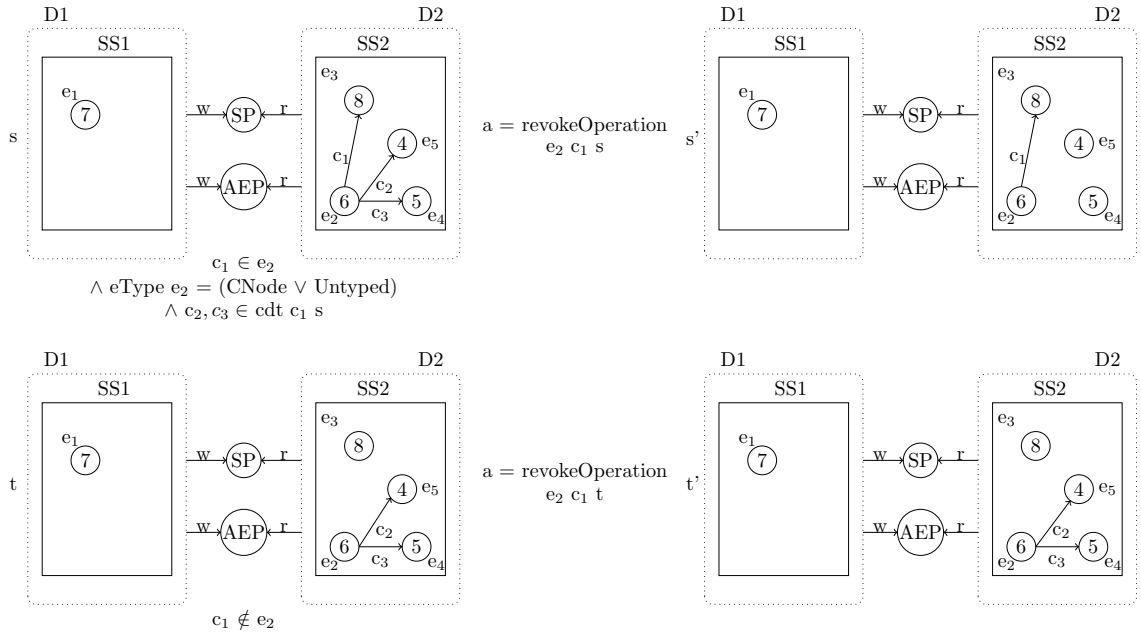 D1 D2 D1 D2
SS1 SS2 SS1 SS2
e₃ e₃
e₁ 7 8 e₁ 7 8
w SP r w SP r
s a = revokeOperation s'
4 e₅ 4 e₅
c₁ e₂ c₁ s c₁
w AEP r c₂ w AEP r
6 5 6 5
e₂ c₃ e₄ e₂ e₄
c₁ ∈ e₂
∧ eType e₂ = (CNode ∨ Untyped)
∧ c₂, c₃ ∈ cdt c₁ s
D1 D2 D1 D2
SS1 SS2 SS1 SS2
e₃ e₃
e₁ 7 8 e₁ 7 8
w SP r w SP r
t a = revokeOperation t'
4 e₅ 4 e₅
e₂ c₁ t
w AEP r c₂ w AEP r c₂
6 5 6 5
e₂ c₃ e₄ e₂ c₃ e₄
c₁ ∉ e₂